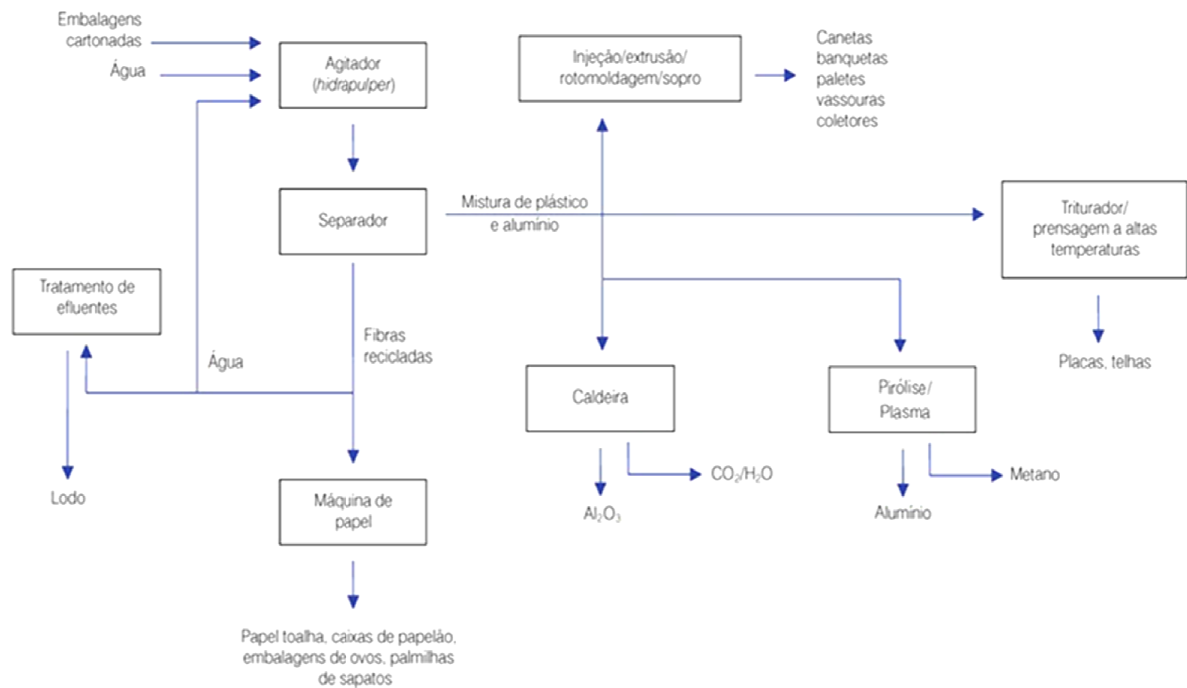 Embalagens
cartonadas
Água
Agitador
(hidrapulper)
Injeção/extrusão/
rotomoldagem/sopro
Canetas
banquetas
paletes
vassouras
coletores
Separador
Mistura de plástico
e alumínio
Triturador/
prensagem a altas
temperaturas
Tratamento de
efluentes
Água
Fibras
recicladas
Placas, telhas
Caldeira
Pirólise/
Plasma
Lodo
Máquina de
papel
CO₂/H₂O
Al₂O₃
Metano
Alumínio
Papel toalha, caixas de papelão,
embalagens de ovos, palmilhas
de sapatos